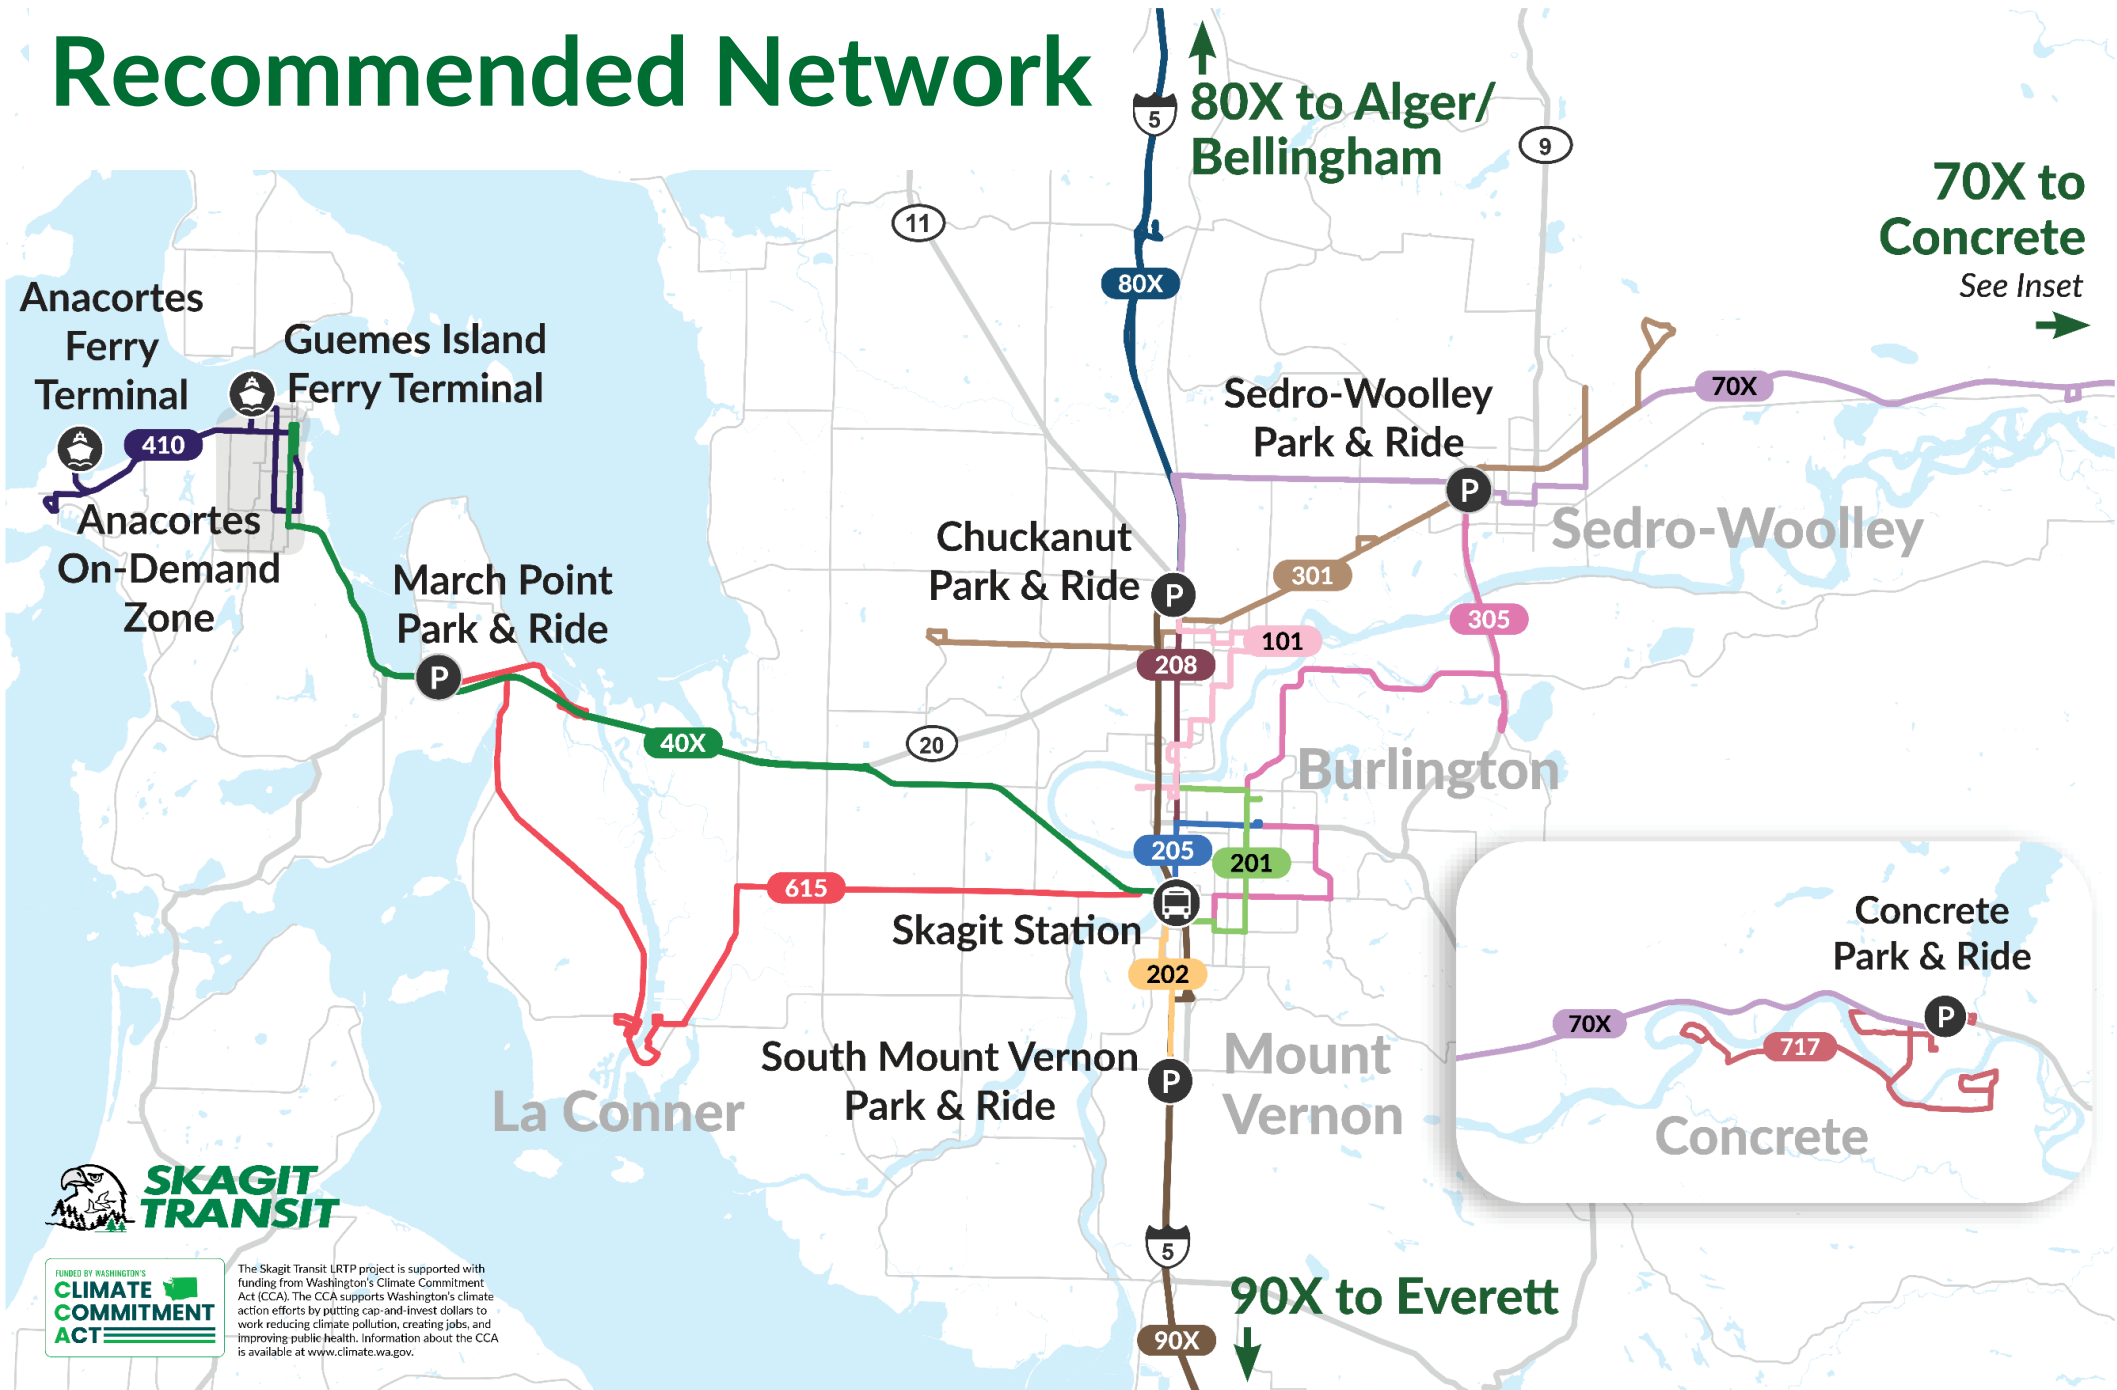 Recommended Network
5
80X to Alger/
Bellingham
9
70X to
Concrete
See Inset
11
80X
Anacortes
Ferry
Terminal
Guemes Island
Ferry Terminal
410
Sedro-Woolley
Park & Ride
70X
P
Anacortes
On-Demand
Zone
Sedro-Woolley
Chuckanut
Park & Ride
P
301
March Point
Park & Ride
P
305
101
208
40X
20
Burlington
205
201
615
Skagit Station
202
South Mount Vernon
Park & Ride
P
Mount
Vernon
La Conner
Concrete
Park & Ride
P
70X
717
Concrete
SKAGIT
TRANSIT
5
90X to Everett
90X
FUNDED BY WASHINGTON'S
CLIMATE
COMMITMENT
ACT
The Skagit Transit LRTP project is supported with
funding from Washington's Climate Commitment
Act (CCA). The CCA supports Washington's climate
action efforts by putting cap-and-invest dollars to
work reducing climate pollution, creating jobs, and
improving public health. Information about the CCA
is available at www.climate.wa.gov.